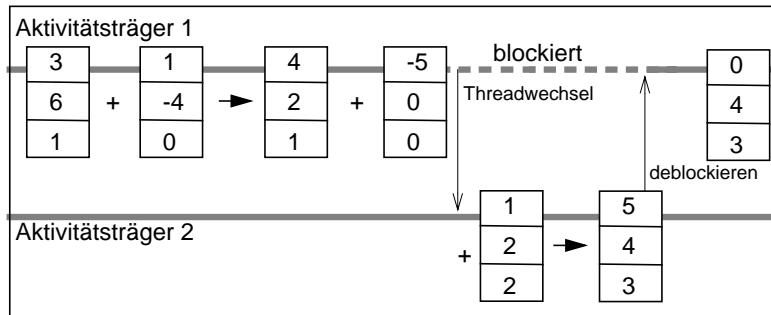 Aktivitätsträger 1
3 1 4 -5 blockiert 0
6 + -4 2 + 0 Threadwechsel 4
1 0 1 0 3
deblockieren
Aktivitätsträger 2
1 5
+ 2 4
2 3